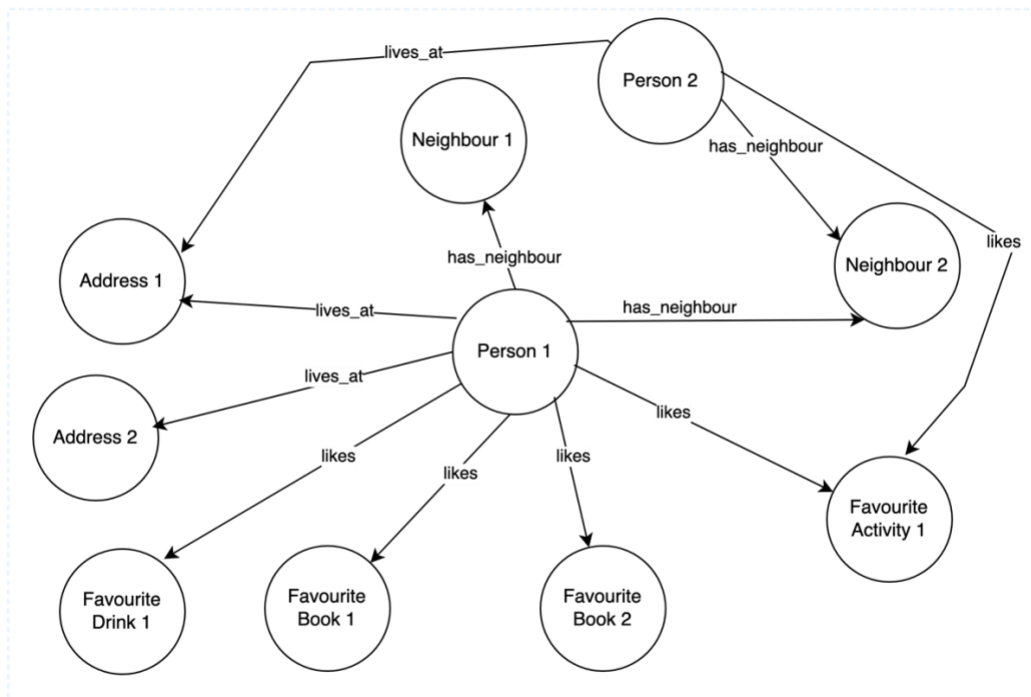 lives_at
Person 2
Neighbour 1
has_neighbour
likes
Neighbour 2
has_neighbour
Address 1
has_neighbour
lives_at
Person 1
lives_at
likes
Address 2
likes
likes
likes
Favourite
Activity 1
Favourite
Drink 1
Favourite
Book 1
Favourite
Book 2